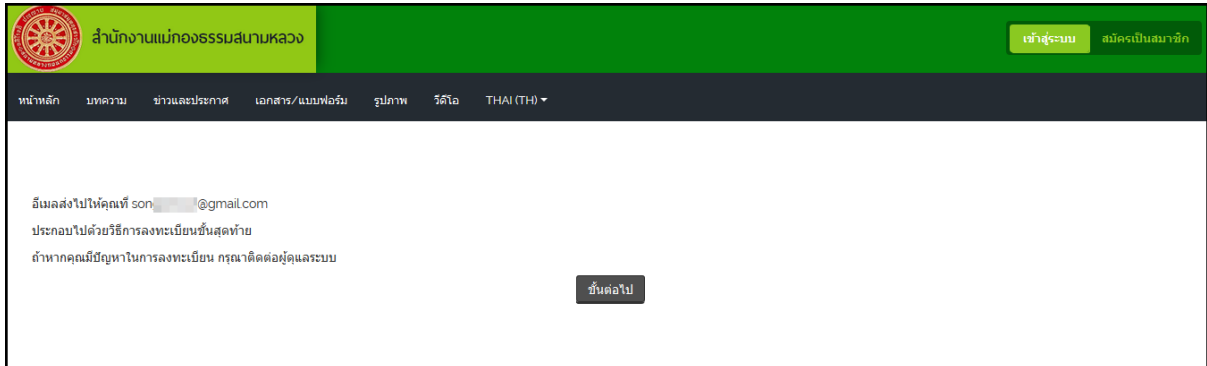 สำนักงานแม่กองธรรมสนามหลวง
เข้าสู่ระบบ สมัครเป็นสมาชิก
หน้าหลัก บทความ ข่าวและประกาศ เอกสาร/แบบฟอร์ม รูปภาพ วีดีโอ THAI (TH)
อีเมลส่งไปให้คุณที่ son @gmail.com
ประกอบไปด้วยวิธีการลงทะเบียนขั้นสุดท้าย
ถ้าหากคุณมีปัญหาในการลงทะเบียน กรุณาติดต่อผู้ดูแลระบบ
ขั้นต่อไป